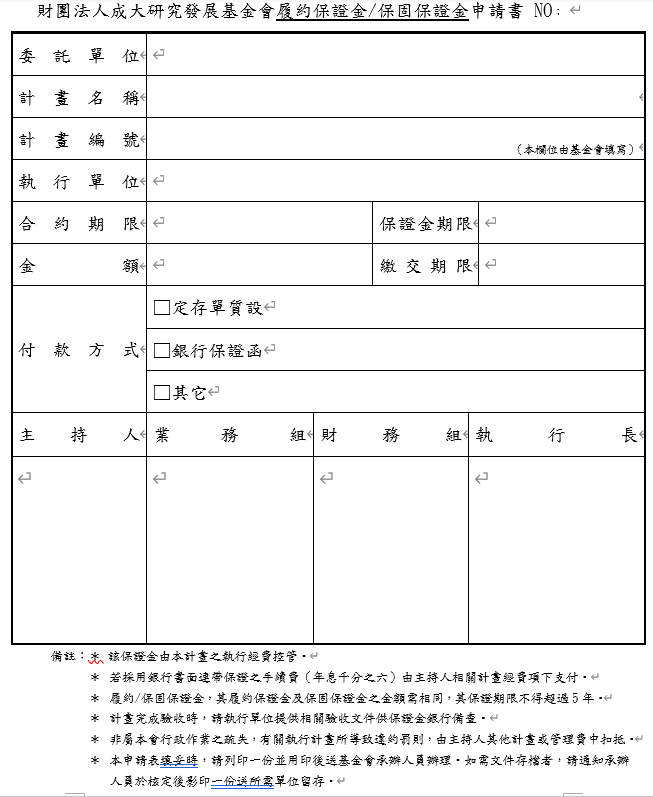 財團法人成大研究發展基金會履約保證金/保固保證金申請書 NO:
委託單位
計畫名稱
計畫編號
(本欄位由基金會填寫)
執行單位
合約期限 保證金期限
金額 繳交期限
付款方式
□定存單質設
□銀行保證函
□其它
主持人 業務組 財務組 執行長
備註：＊ 該保證金由本計畫之執行經費控管。
＊ 若採用銀行書面連帶保證之手續費（年息千分之六）由主持人相關計畫經費項下支付。
＊ 履約/保固保證金，其履約保證金及保固保證金之金額需相同，其保證期限不得超過5年。
＊ 計畫完成驗收時，請執行單位提供相關驗收文件供保證金銀行備查。
＊ 非屬本會行政作業之疏失，有關執行計畫所導致違約罰則，由主持人其他計畫或管理費中扣抵.
＊ 本申請表填妥時，請列印一份並用印後送基金會承辦人員辦理。如需文件存檔者，請通知承辦
人員於核定後影印一份送所需單位留存。